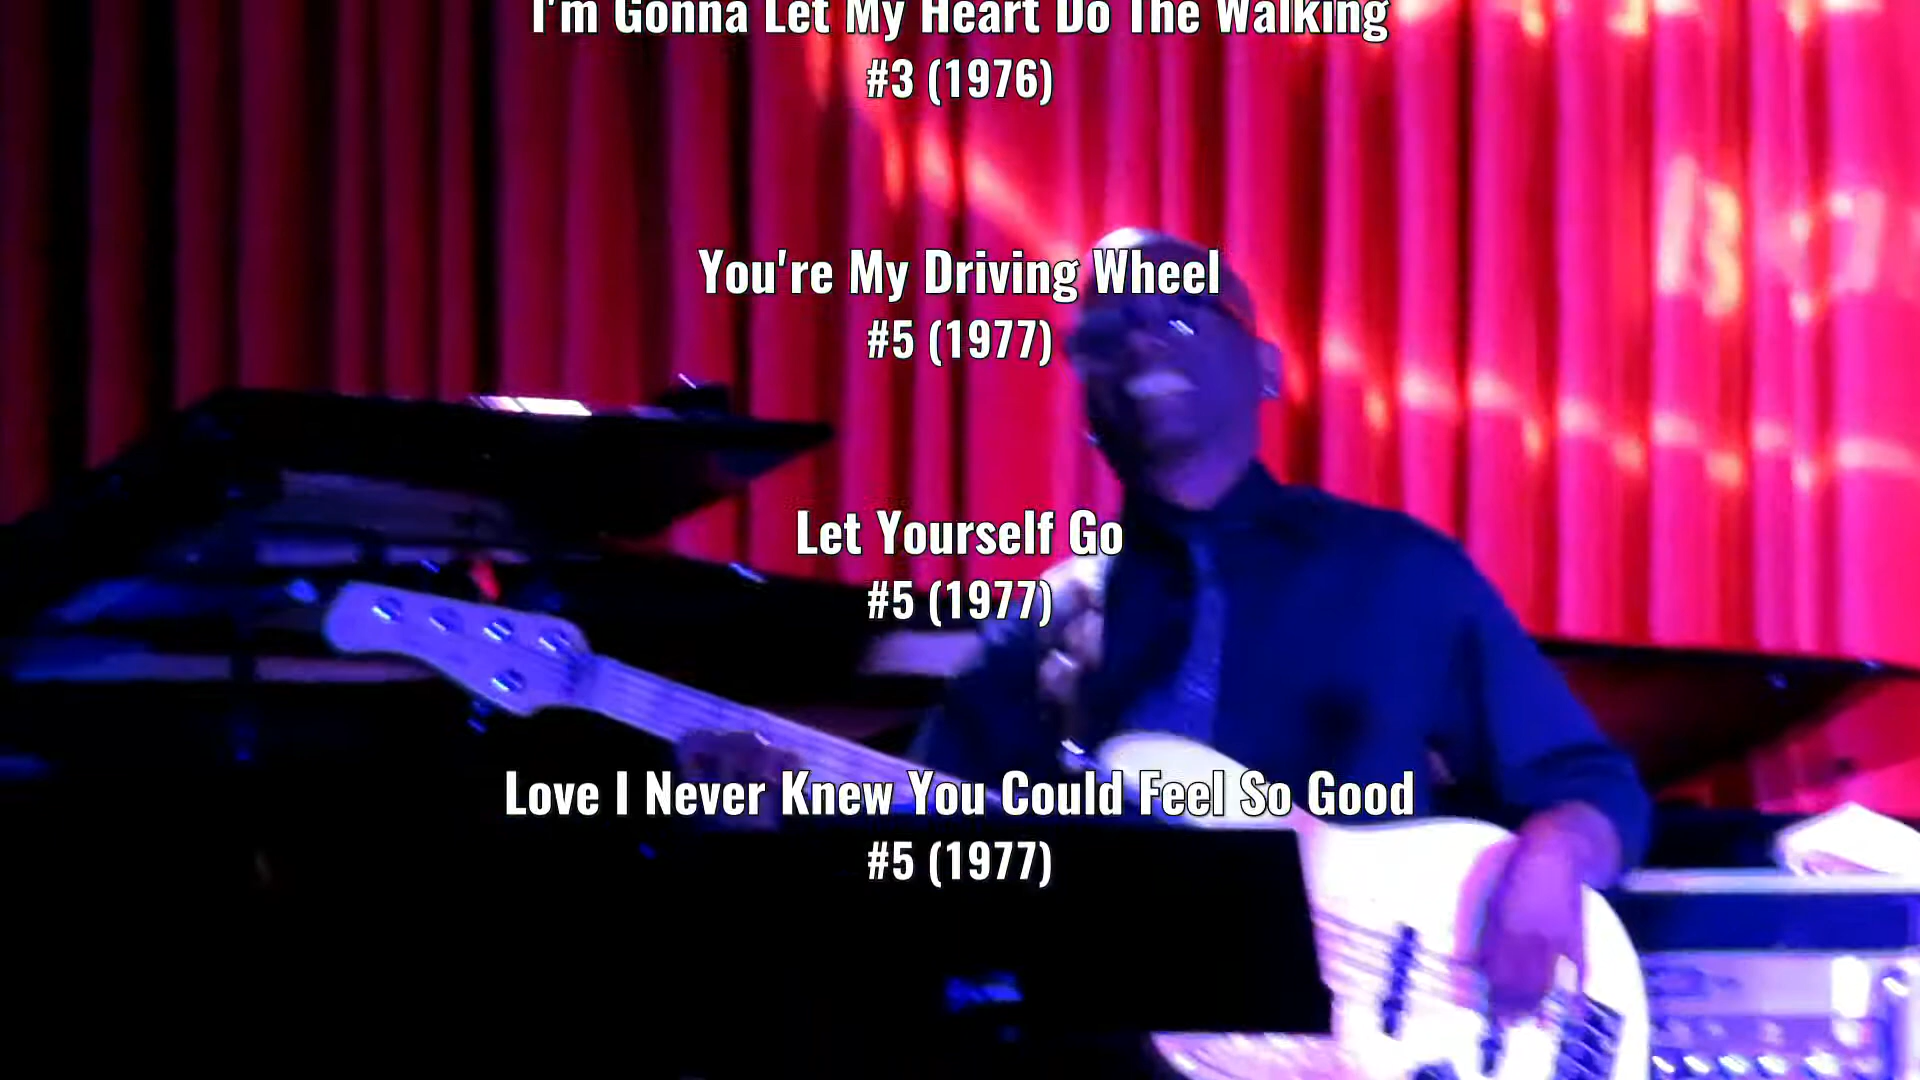 I'm Gonna Let My Heart Do The Walking
#3 (1976)
You're My Driving Wheel
#5 (1977)
Let Yourself Go
#5 (1977)
Love I Never Knew You Could Feel So Good
#5 (1977)